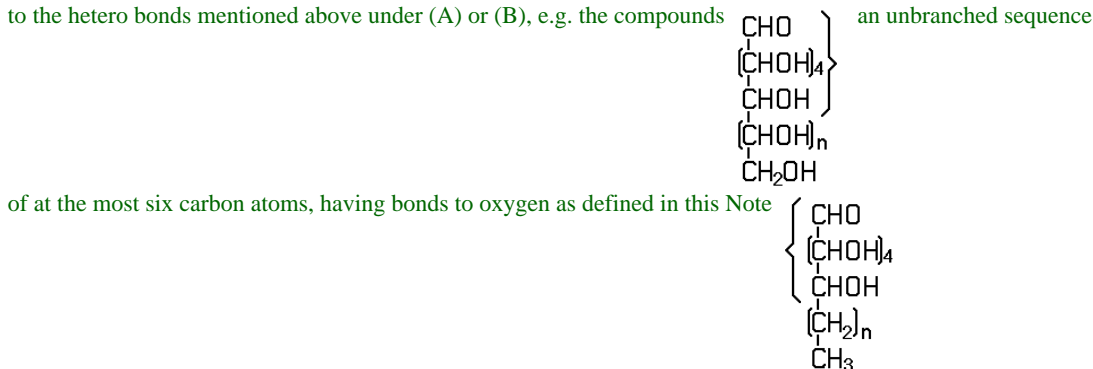 to the hetero bonds mentioned above under (A) or (B), e.g. the compounds
CHO
(CHOH)₄
CHOH
(CHOH)ₙ
CH₂OH
an unbranched sequence
of at the most six carbon atoms, having bonds to oxygen as defined in this Note
CHO
(CHOH)₄
CHOH
(CH₂)ₙ
CH₃